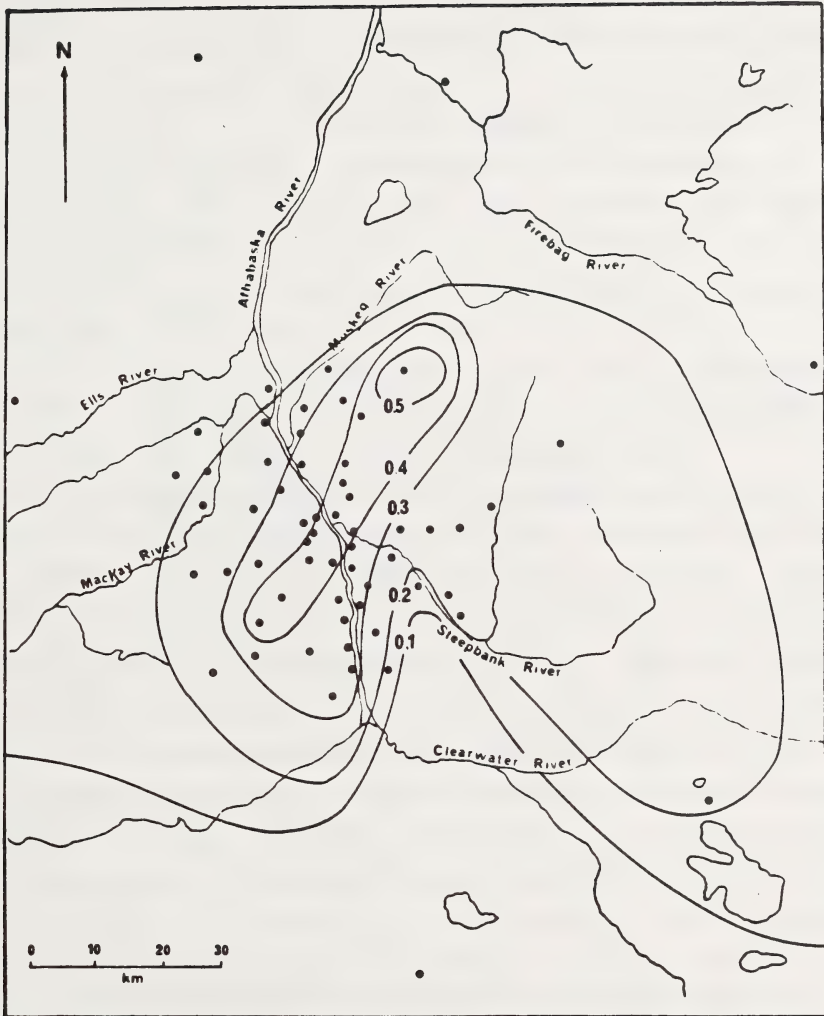 N
Athabaska River
Firebag River
Muskeg River
Ells River
0.5
0.4
0.3
MacKay River
0.2
0.1
Steepbank River
Clearwater River
0 10 20 30
km